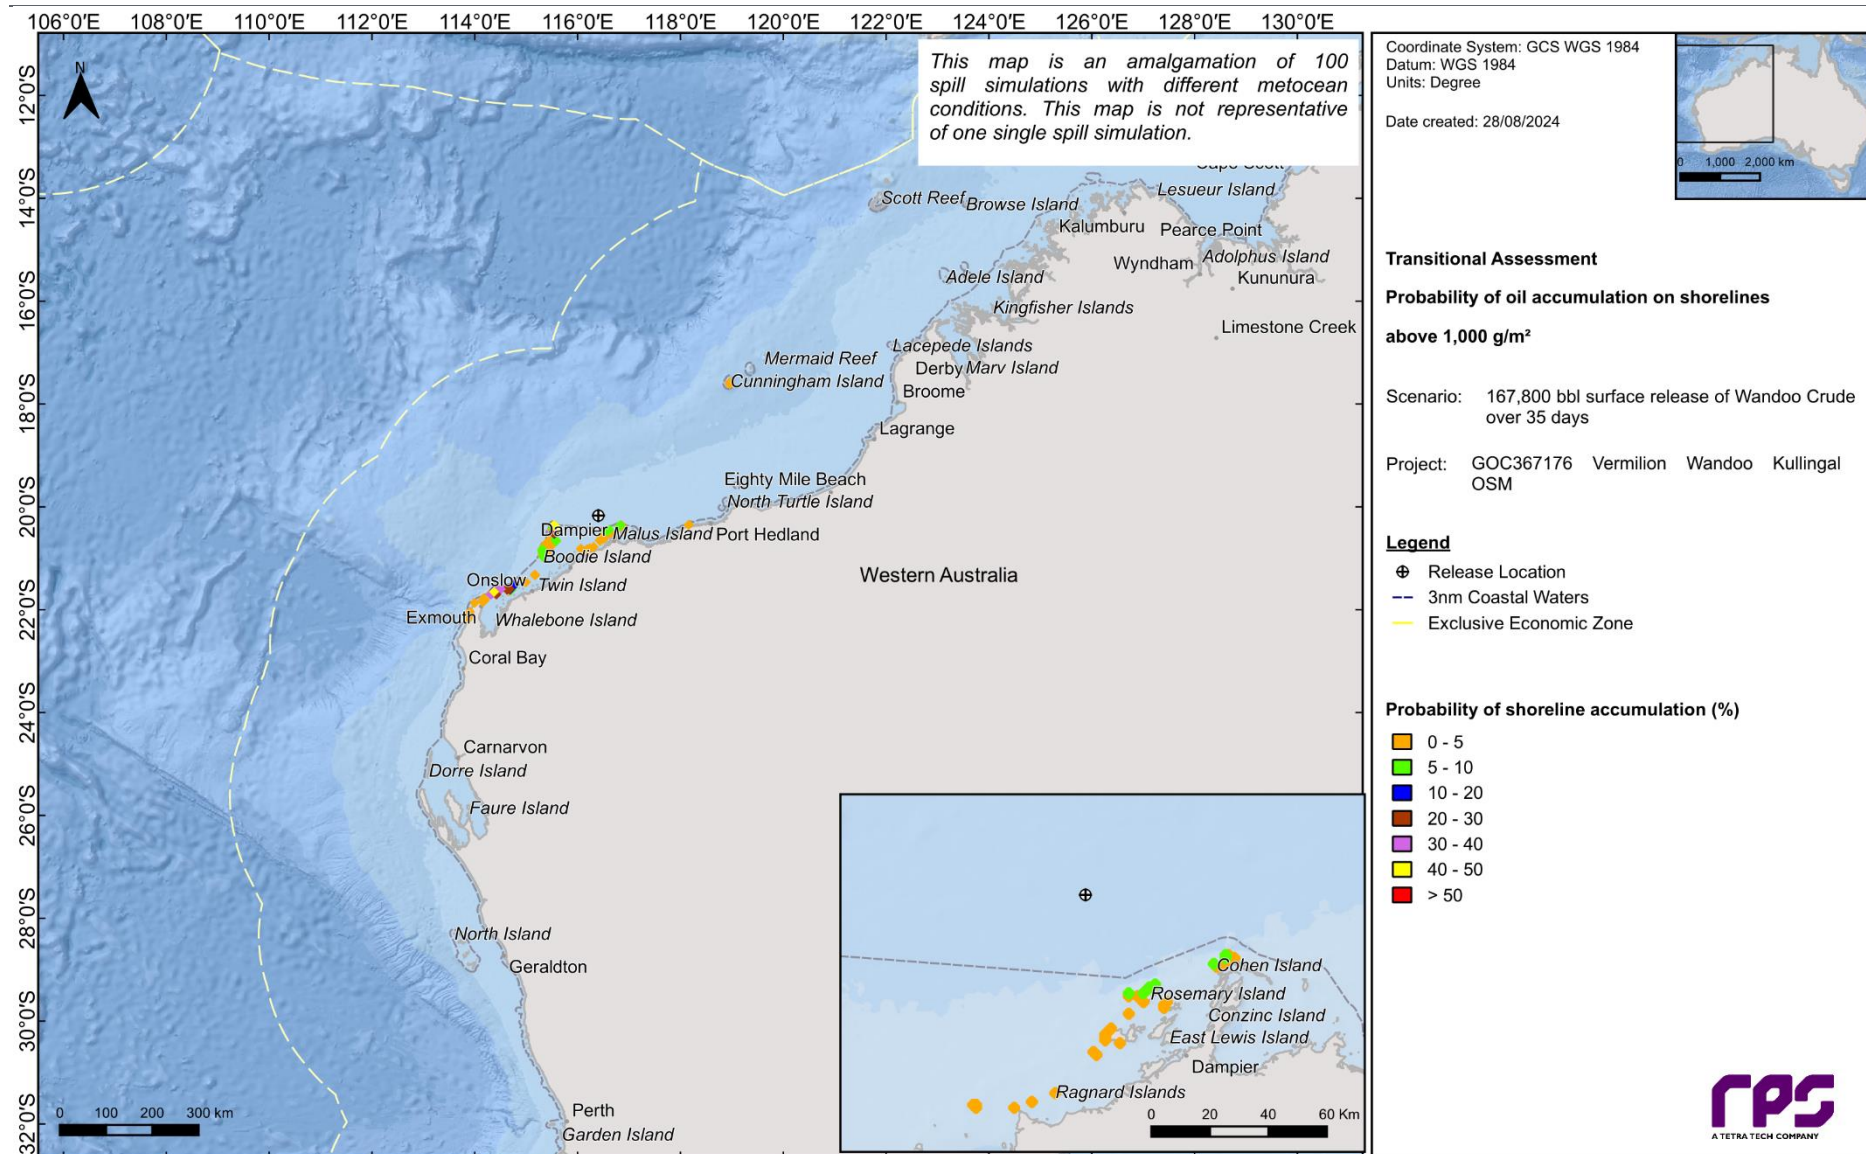 106°0'E 108°0'E 110°0'E 112°0'E 114°0'E 116°0'E 118°0'E 120°0'E 122°0'E 124°0'E 126°0'E 128°0'E 130°0'E
12°0'S
14°0'S
16°0'S
18°0'S
20°0'S
22°0'S
24°0'S
26°0'S
28°0'S
30°0'S
32°0'S
N
This map is an amalgamation of 100
spill simulations with different metocean
conditions. This map is not representative
of one single spill simulation.
Cape Scott
Lesueur Island
Scott Reef
Browse Island
Kalumburu
Pearce Point
Wyndham
Adolphus Island
Kununura
Adele Island
Kingfisher Islands
Limestone Creek
Lacepede Islands
Mermaid Reef
Derby
Marv Island
Cunningham Island
Broome
Lagrange
Eighty Mile Beach
North Turtle Island
Dampier
Malus Island
Port Hedland
Boodie Island
Western Australia
Onslow
Twin Island
Exmouth
Whalebone Island
Coral Bay
Carnarvon
Dorre Island
Faure Island
North Island
Geraldton
Perth
Garden Island
0 100 200 300 km
Cohen Island
Rosemary Island
Conzinc Island
East Lewis Island
Dampier
Ragnard Islands
0 20 40 60 Km
Coordinate System: GCS WGS 1984
Datum: WGS 1984
Units: Degree
Date created: 28/08/2024
0 1,000 2,000 km
Transitional Assessment
Probability of oil accumulation on shorelines
above 1,000 g/m²
Scenario: 167,800 bbl surface release of Wandoo Crude
over 35 days
Project: GOC367176 Vermilion Wandoo Kullingal
OSM
Legend
Release Location
3nm Coastal Waters
Exclusive Economic Zone
Probability of shoreline accumulation (%)
0 - 5
5 - 10
10 - 20
20 - 30
30 - 40
40 - 50
> 50
rps
A TETRA TECH COMPANY